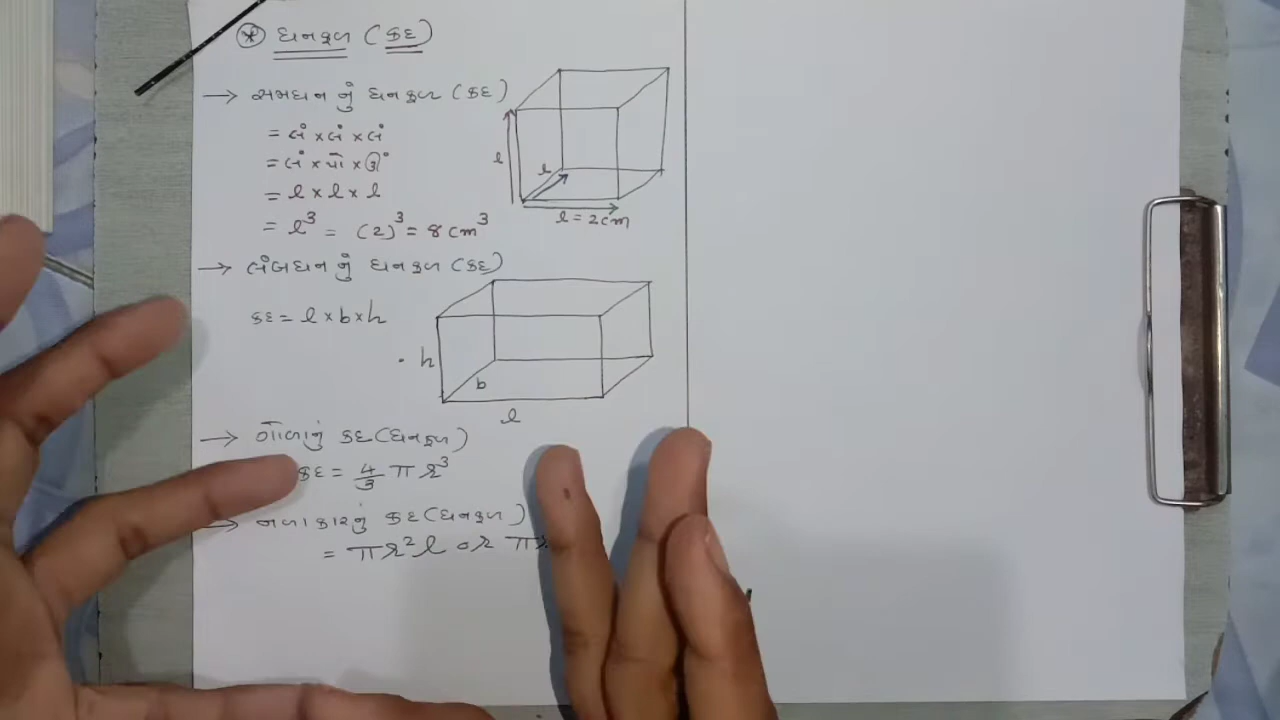 * ઘનફળ (કદ)
→ સમઘન નું ઘનફળ (કદ)
= લં × લં × લં
= લં × પો × ઊં
= l × l × l
= l³ = (2)³ = 8 cm³
l
l
l = 2cm
→ લંબઘન નું ઘનફળ (કદ)
કદ = l × b × h
h
b
l
→ ગોળાનું કદ (ઘનફળ)
કદ = 4/3 π r³
→ નળાકારનું કદ (ઘનફળ)
= πr²l or π